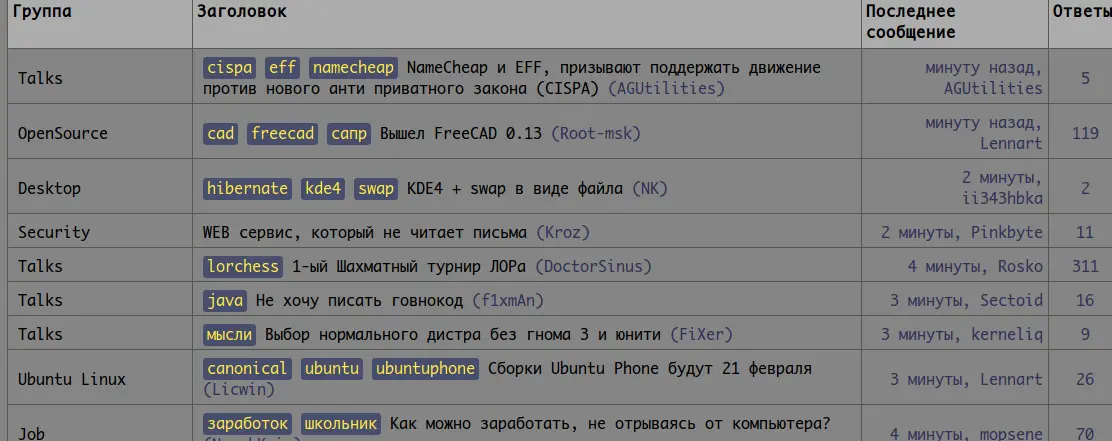 Группа Заголовок Последнее сообщение Ответы
Talks cispa eff namecheap NameCheap и EFF, призывают поддержать движение
против нового анти приватного закона (CISPA) (AGUtilities) минуту назад, AGUtilities 5
OpenSource cad freecad сапр Вышел FreeCAD 0.13 (Root-msk) минуту назад, Lennart 119
Desktop hibernate kde4 swap KDE4 + swap в виде файла (NK) 2 минуты, ii343hbka 2
Security WEB сервис, который не читает письма (Kroz) 2 минуты, Pinkbyte 11
Talks lorchess 1-ый Шахматный турнир ЛОРа (DoctorSinus) 4 минуты, Rosko 311
Talks java Не хочу писать говнокод (f1xmAn) 3 минуты, Sectoid 16
Talks мысли Выбор нормального дистра без гнома 3 и юнити (FiXer) 3 минуты, kerneliq 9
Ubuntu Linux canonical ubuntu ubuntuphone Сборки Ubuntu Phone будут 21 февраля
(Licwin) 3 минуты, Lennart 26
Job заработок школьник Как можно заработать, не отрываясь от компьютера?
4 минуты, mopsene 70